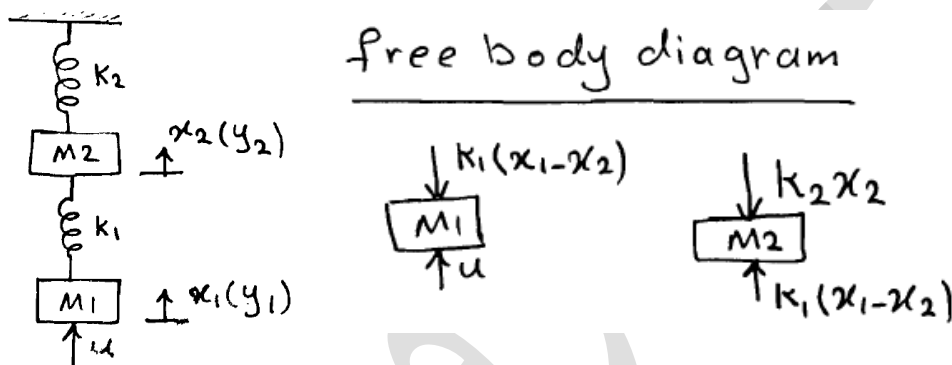 free body diagram
K2
M2
x2(y2)
K1
M1
x1(y1)
u
K1(x1-x2)
M1
u
K2x2
M2
K1(x1-x2)